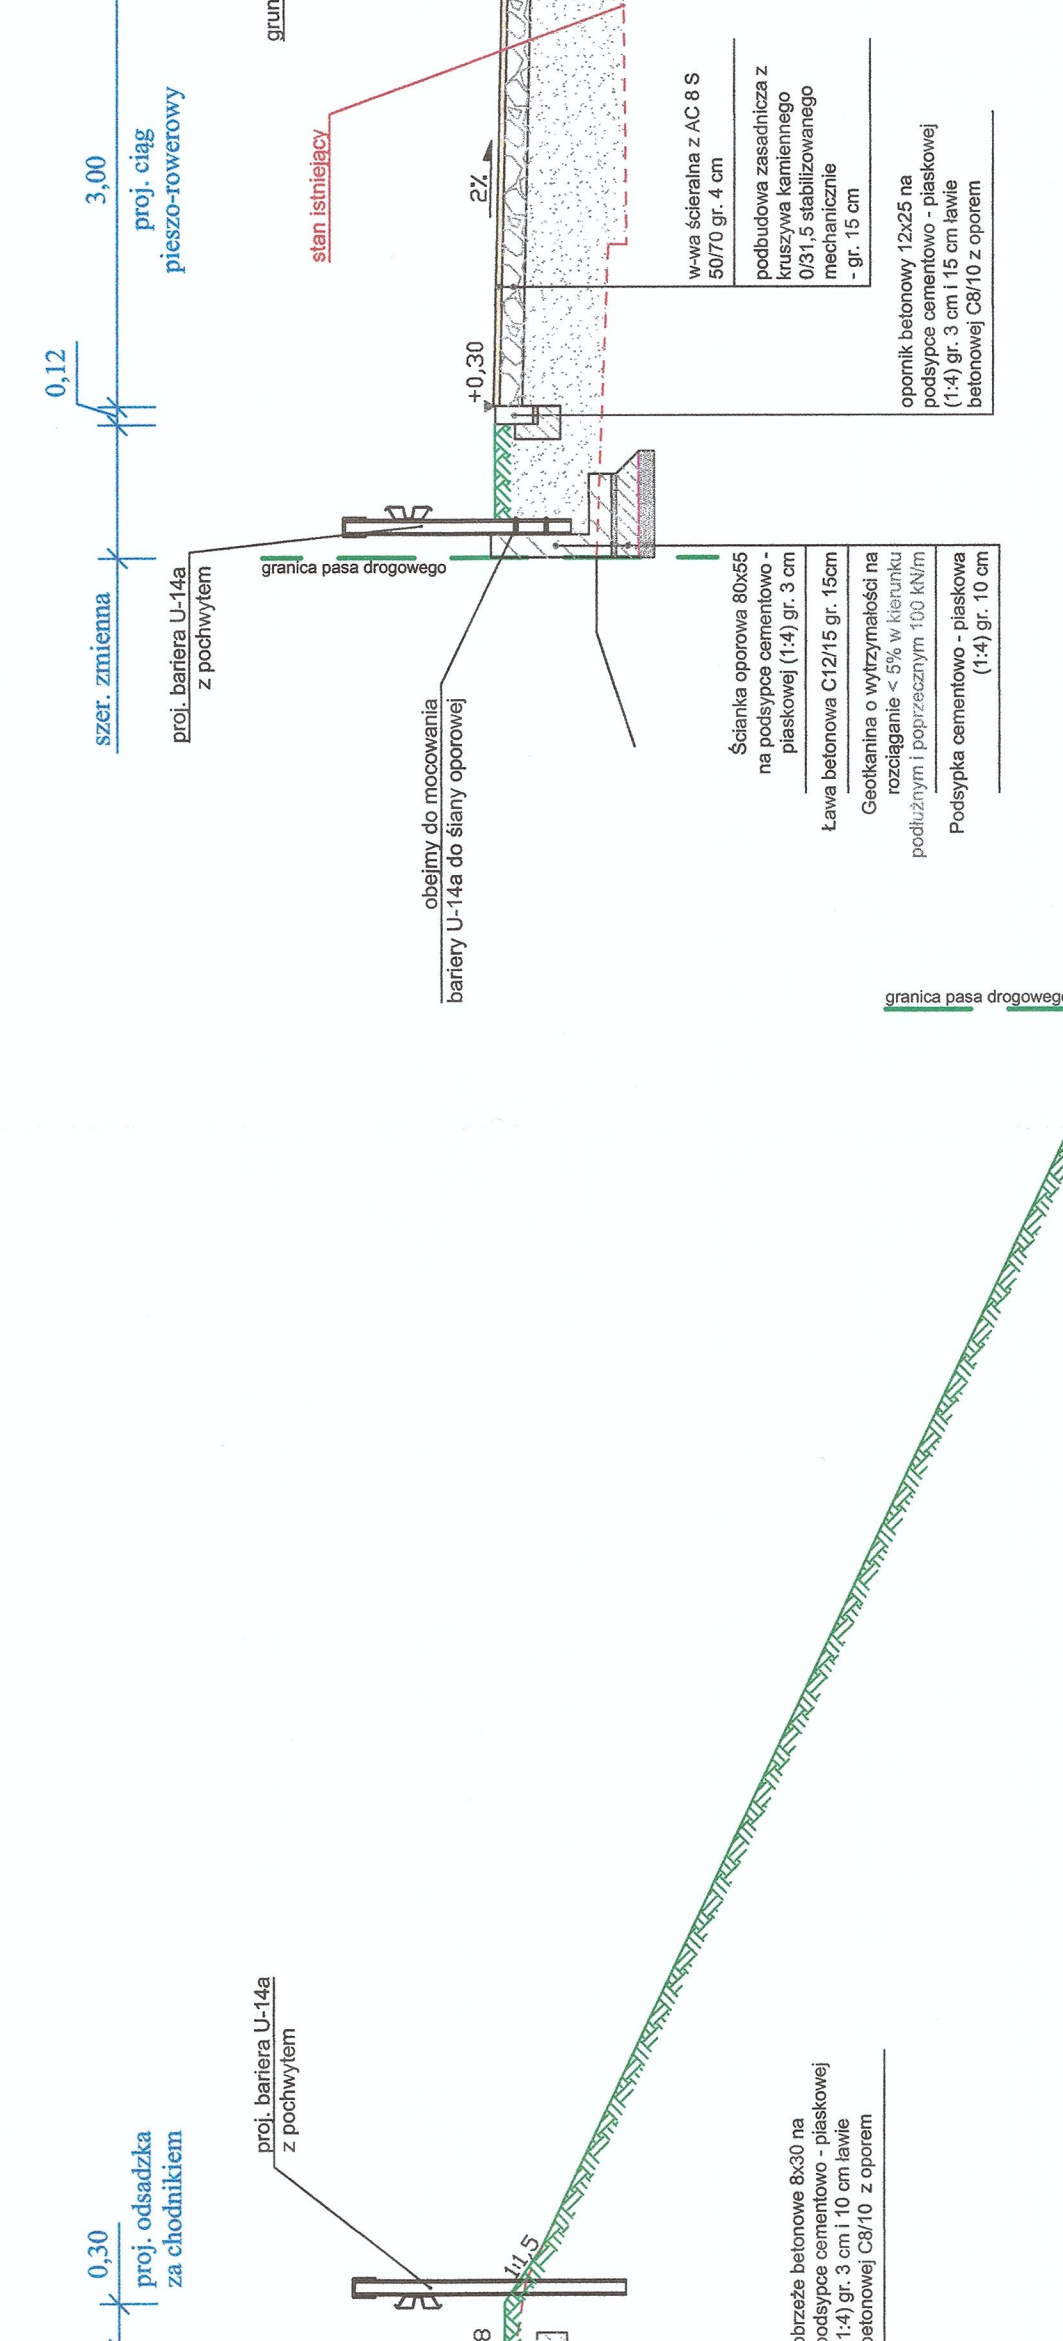 3,00
proj. ciąg
pieszo-rowerowy
0,12
szer. zmienna
grun
stan istniejący
2%
+0,30
proj. bariera U-14a
z pochwytem
granica pasa drogowego
obejmy do mocowania
bariery U-14a do śiany oporowej
w-wa ścieralna z AC 8 S
50/70 gr. 4 cm
podbudowa zasadnicza z
kruszywa kamiennego
0/31,5 stabilizowanego
mechanicznie
- gr. 15 cm
opornik betonowy 12x25 na
podsypce cementowo - piaskowej
(1:4) gr. 3 cm i 15 cm ławie
betonowej C8/10 z oporem
Ścianka oporowa 80x55
na podsypce cementowo -
piaskowej (1:4) gr. 3 cm
Ława betonowa C12/15 gr. 15cm
Geotkanina o wytrzymałości na
rozciąganie < 5% w kierunku
podłużnym i poprzecznym 100 kN/m
Podsypka cementowo - piaskowa
(1:4) gr. 10 cm
granica pasa drogowego
0,30
proj. odsadzka
za chodnikiem
proj. bariera U-14a
z pochwytem
1:1,5
8
obrzeże betonowe 8x30 na
podsypce cementowo - piaskowej
1:4) gr. 3 cm i 10 cm ławie
betonowej C8/10 z oporem